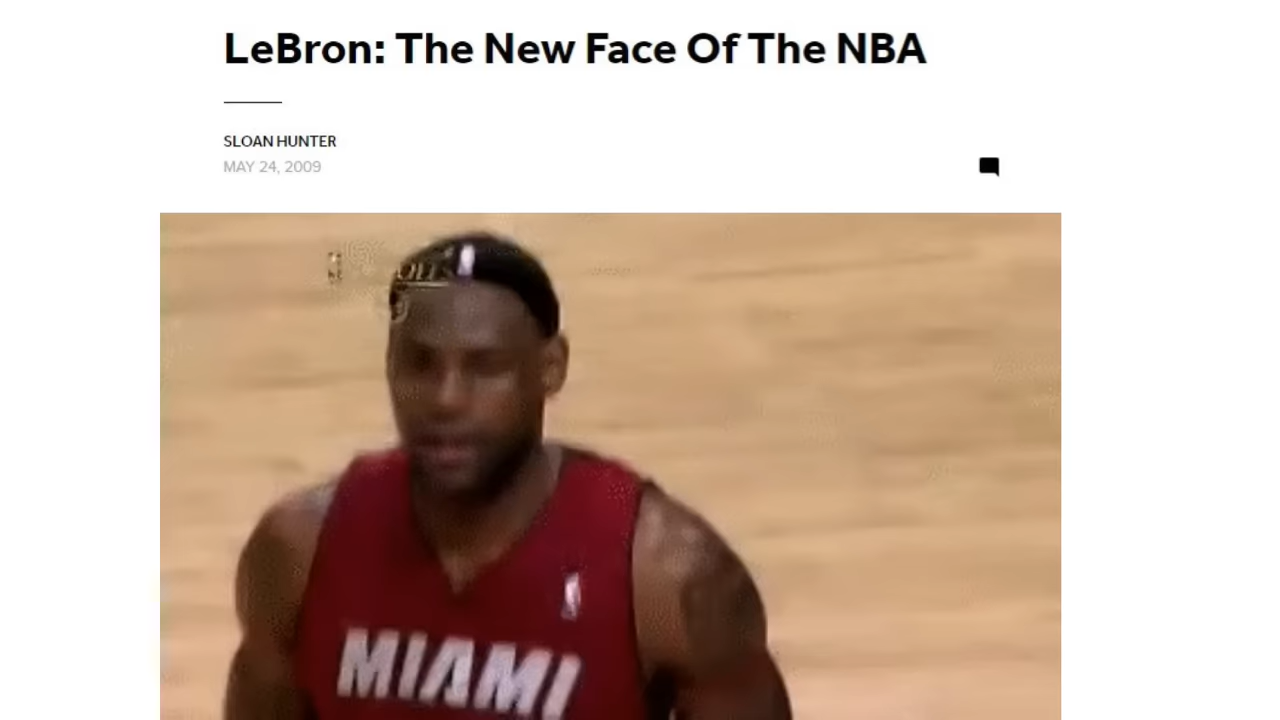 LeBron: The New Face Of The NBA
SLOAN HUNTER
MAY 24, 2009
MIAMI